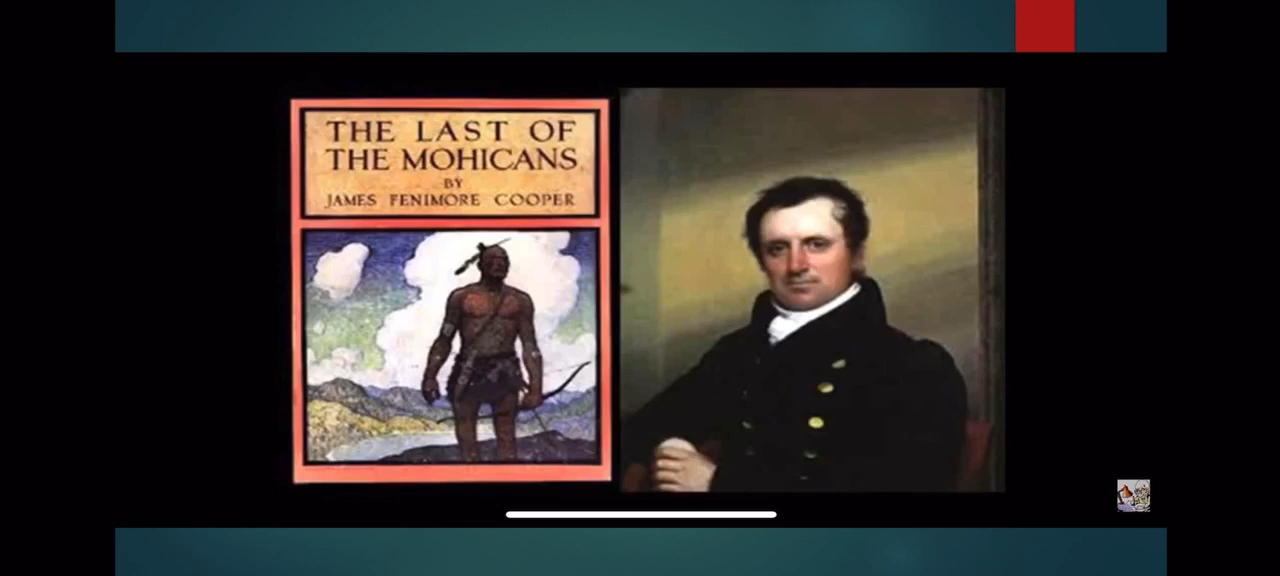 THE LAST OF
THE MOHICANS
BY
JAMES FENIMORE COOPER